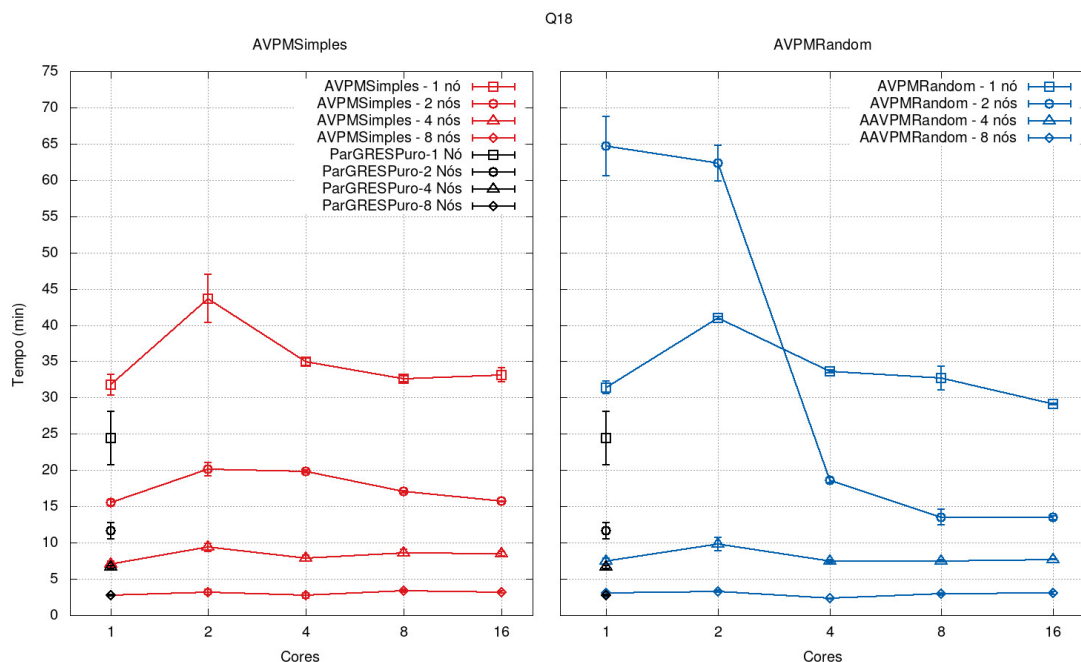 Q18
AVPMSimples
AVPMRandom
75
70
65
60
55
50
45
40
35
30
25
20
15
10
5
0
Tempo (min)
AVPMSimples - 1 nó
AVPMSimples - 2 nós
AVPMSimples - 4 nós
AVPMSimples - 8 nós
ParGRESPuro-1 Nó
ParGRESPuro-2 Nós
ParGRESPuro-4 Nós
ParGRESPuro-8 Nós
AVPMRandom - 1 nó
AVPMRandom - 2 nós
AAVPMRandom - 4 nós
AAVPMRandom - 8 nós
1 2 4 8 16
Cores
1 2 4 8 16
Cores